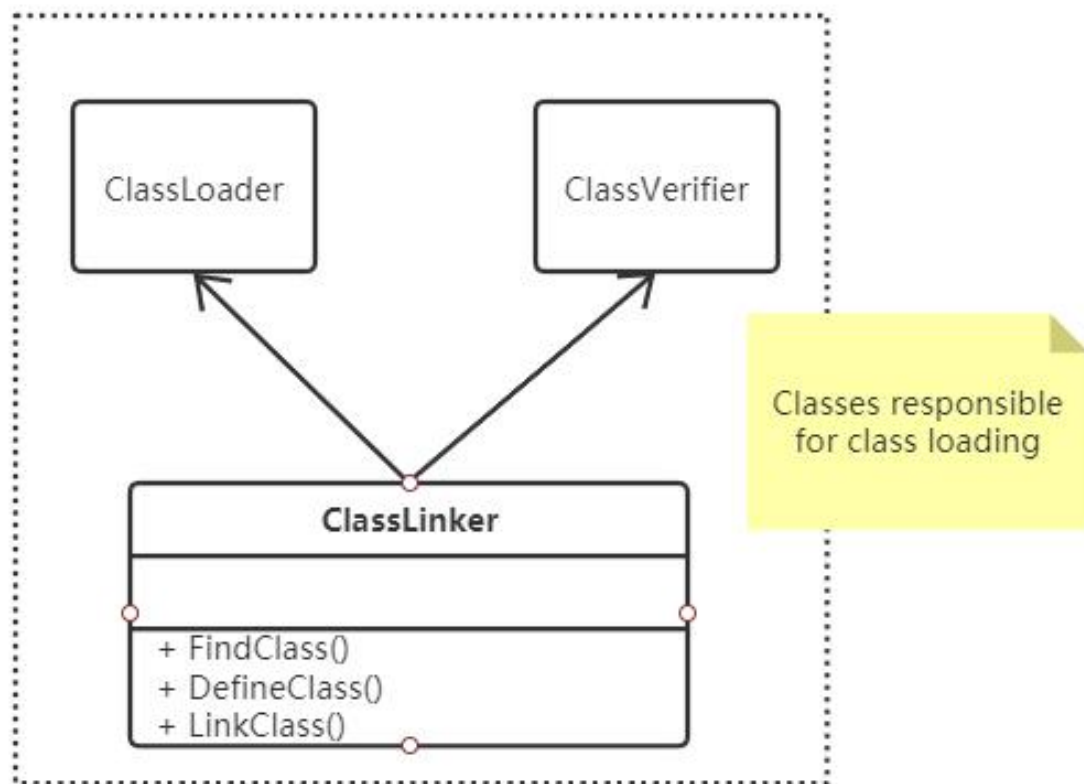 ClassLoader
ClassVerifier
Classes responsible
for class loading
ClassLinker
+ FindClass()
+ DefineClass()
+ LinkClass()